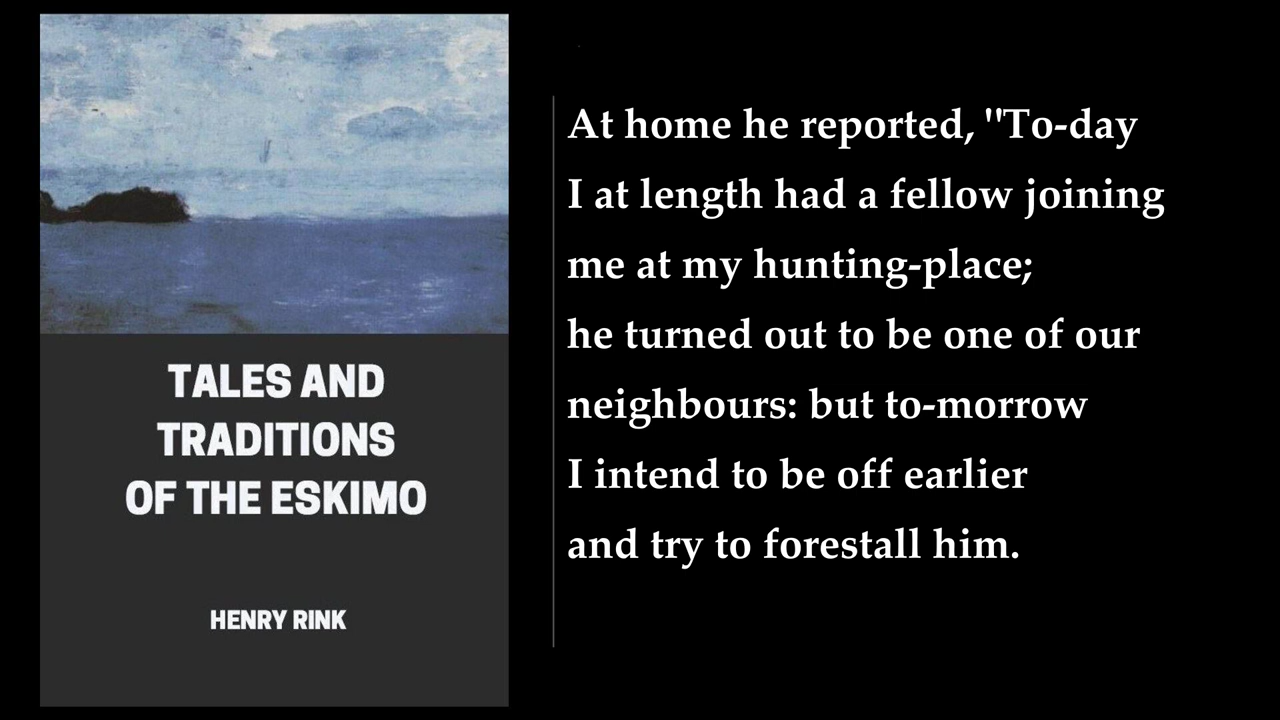 TALES AND
TRADITIONS
OF THE ESKIMO
HENRY RINK
At home he reported, "To-day
I at length had a fellow joining
me at my hunting-place;
he turned out to be one of our
neighbours: but to-morrow
I intend to be off earlier
and try to forestall him.